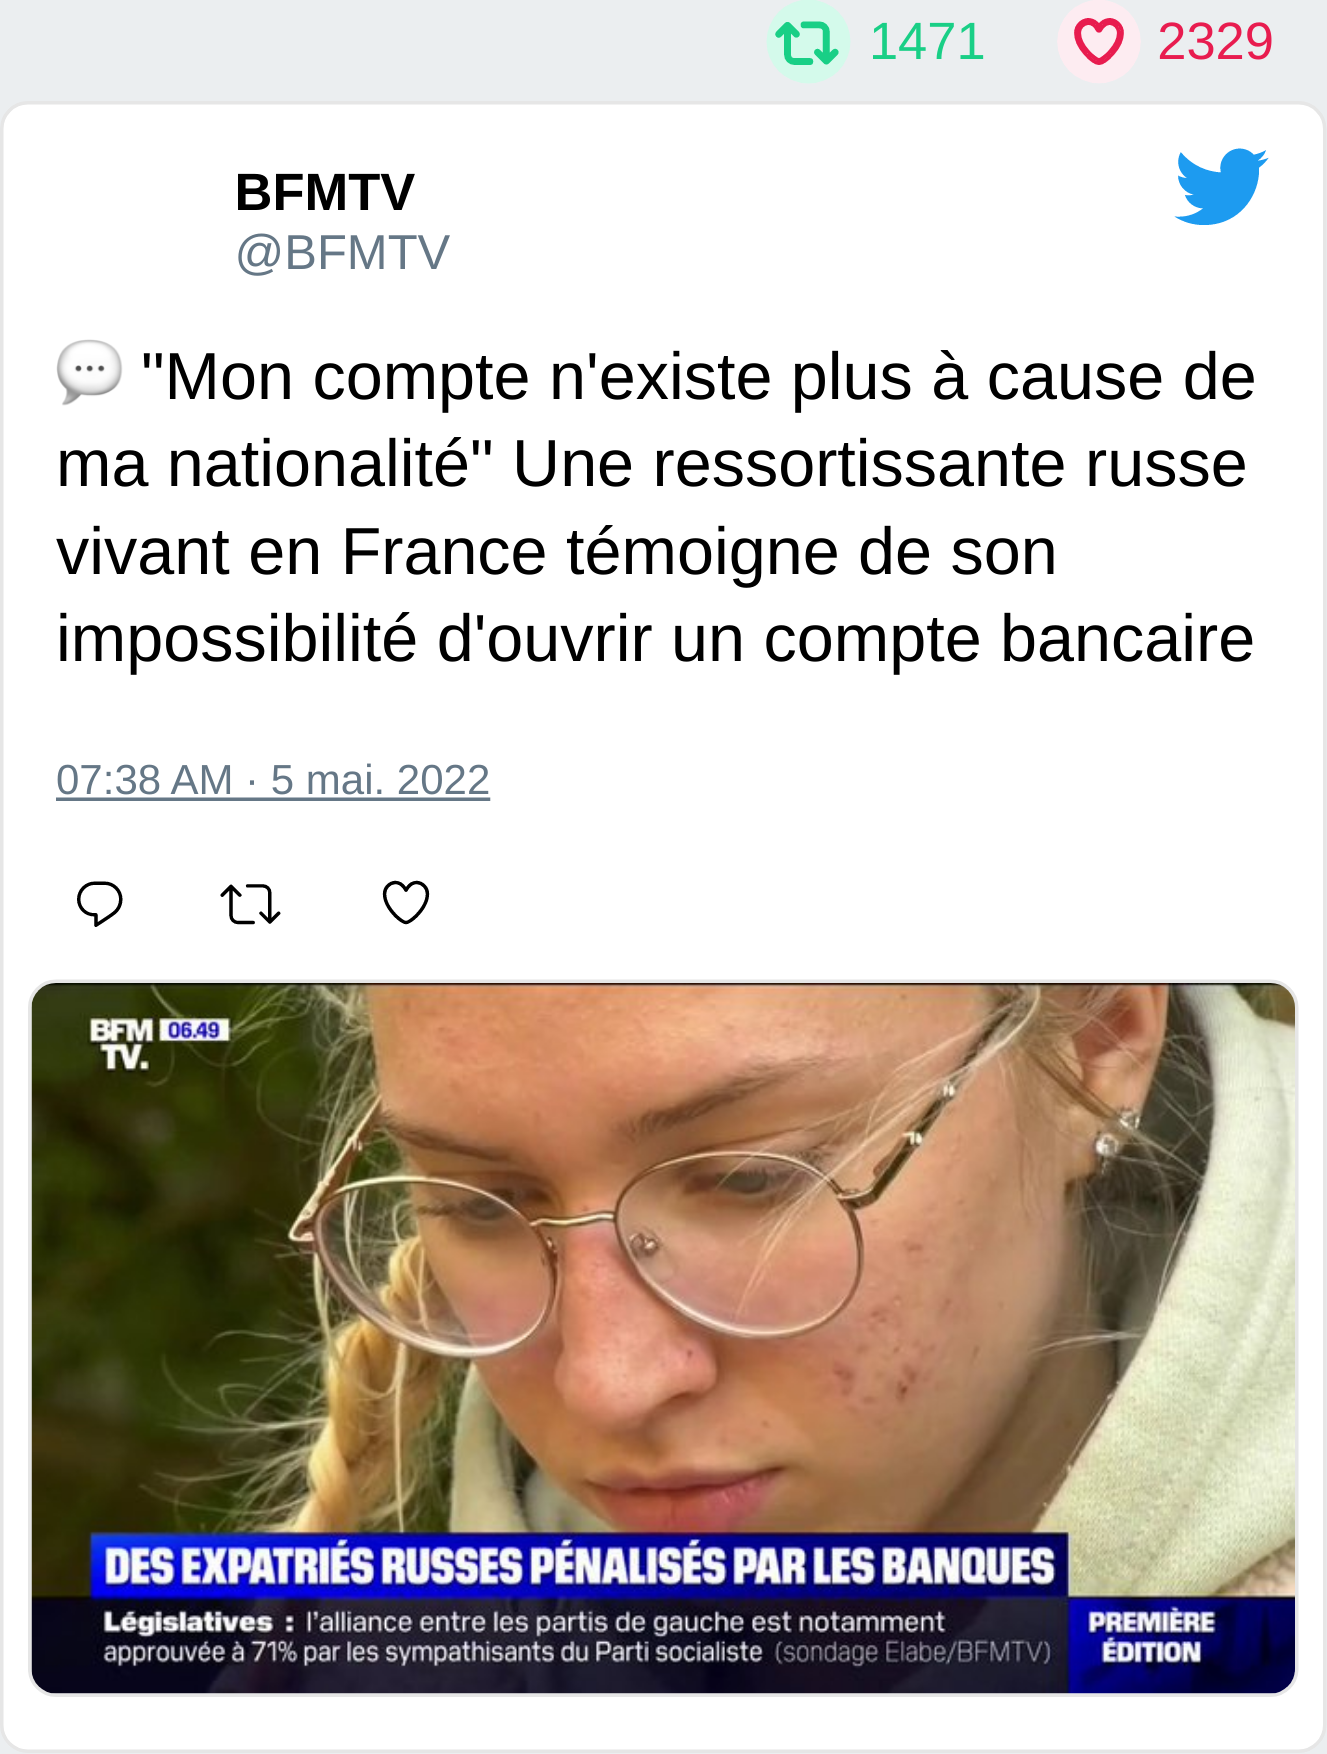 1471 2329
BFMTV
@BFMTV
💬 "Mon compte n'existe plus à cause de
ma nationalité" Une ressortissante russe
vivant en France témoigne de son
impossibilité d'ouvrir un compte bancaire
07:38 AM · 5 mai. 2022
BFM 06.49
TV.
DES EXPATRIÉS RUSSES PÉNALISÉS PAR LES BANQUES
Législatives : l'alliance entre les partis de gauche est notamment
approuvée à 71% par les sympathisants du Parti socialiste (sondage Elabe/BFMTV)
PREMIÈRE
ÉDITION